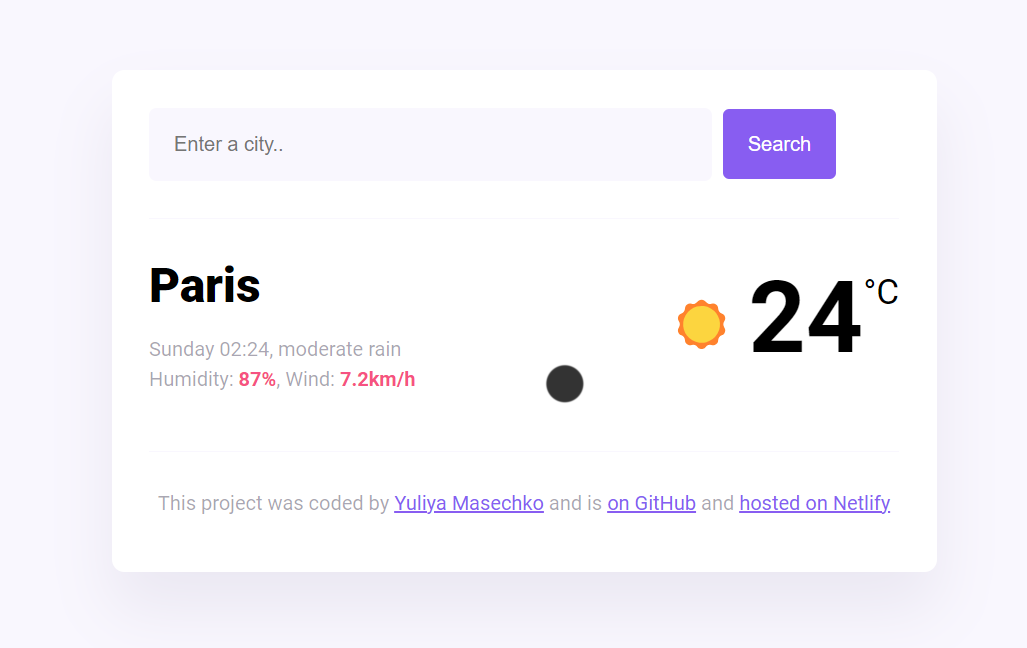 Enter a city..
Search
Paris
24 °C
Sunday 02:24, moderate rain
Humidity: 87%, Wind: 7.2km/h
This project was coded by Yuliya Masechko and is on GitHub and hosted on Netlify